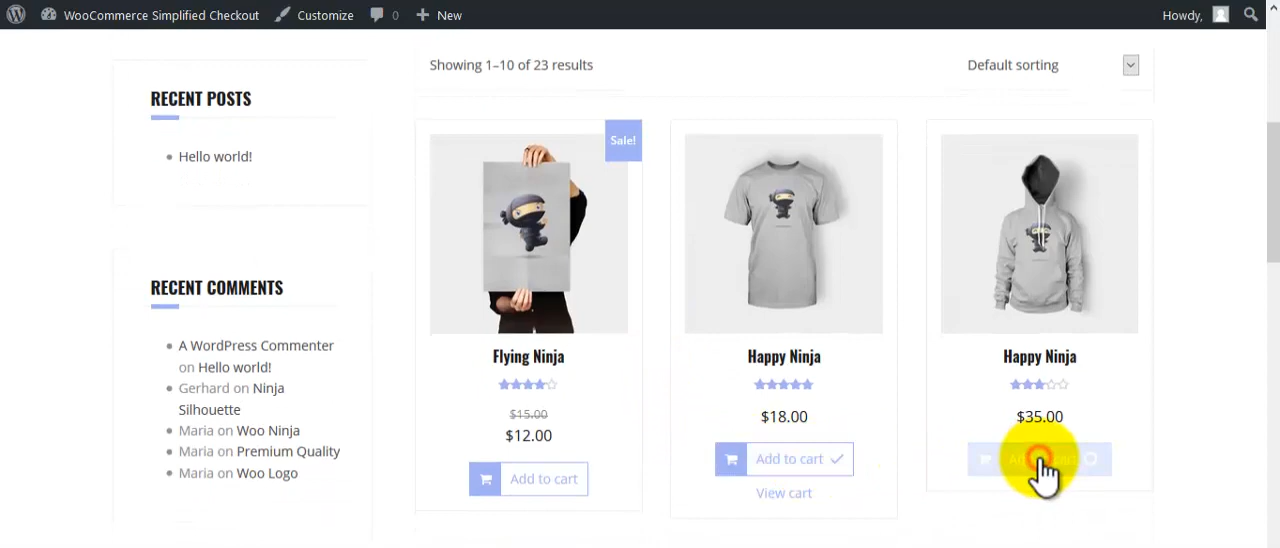 WooCommerce Simplified Checkout
Customize
0
New
Howdy,
RECENT POSTS
Hello world!
RECENT COMMENTS
A WordPress Commenter
on Hello world!
Gerhard on Ninja
Silhouette
Maria on Woo Ninja
Maria on Premium Quality
Maria on Woo Logo
Showing 1–10 of 23 results
Default sorting
Sale!
Flying Ninja
$15.00
$12.00
Add to cart
Happy Ninja
$18.00
Add to cart
View cart
Happy Ninja
$35.00
cart